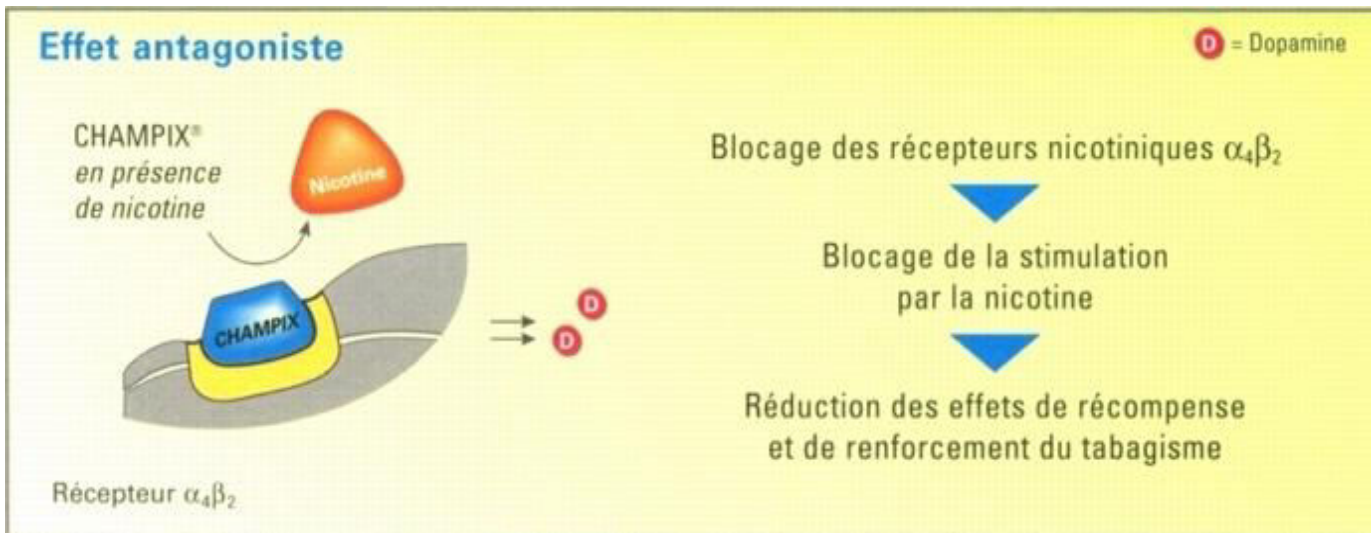 Effet antagoniste
D = Dopamine
CHAMPIX®
en présence
de nicotine
Nicotine
CHAMPIX
D
D
Récepteur α₄β₂
Blocage des récepteurs nicotiniques α₄β₂
Blocage de la stimulation
par la nicotine
Réduction des effets de récompense
et de renforcement du tabagisme